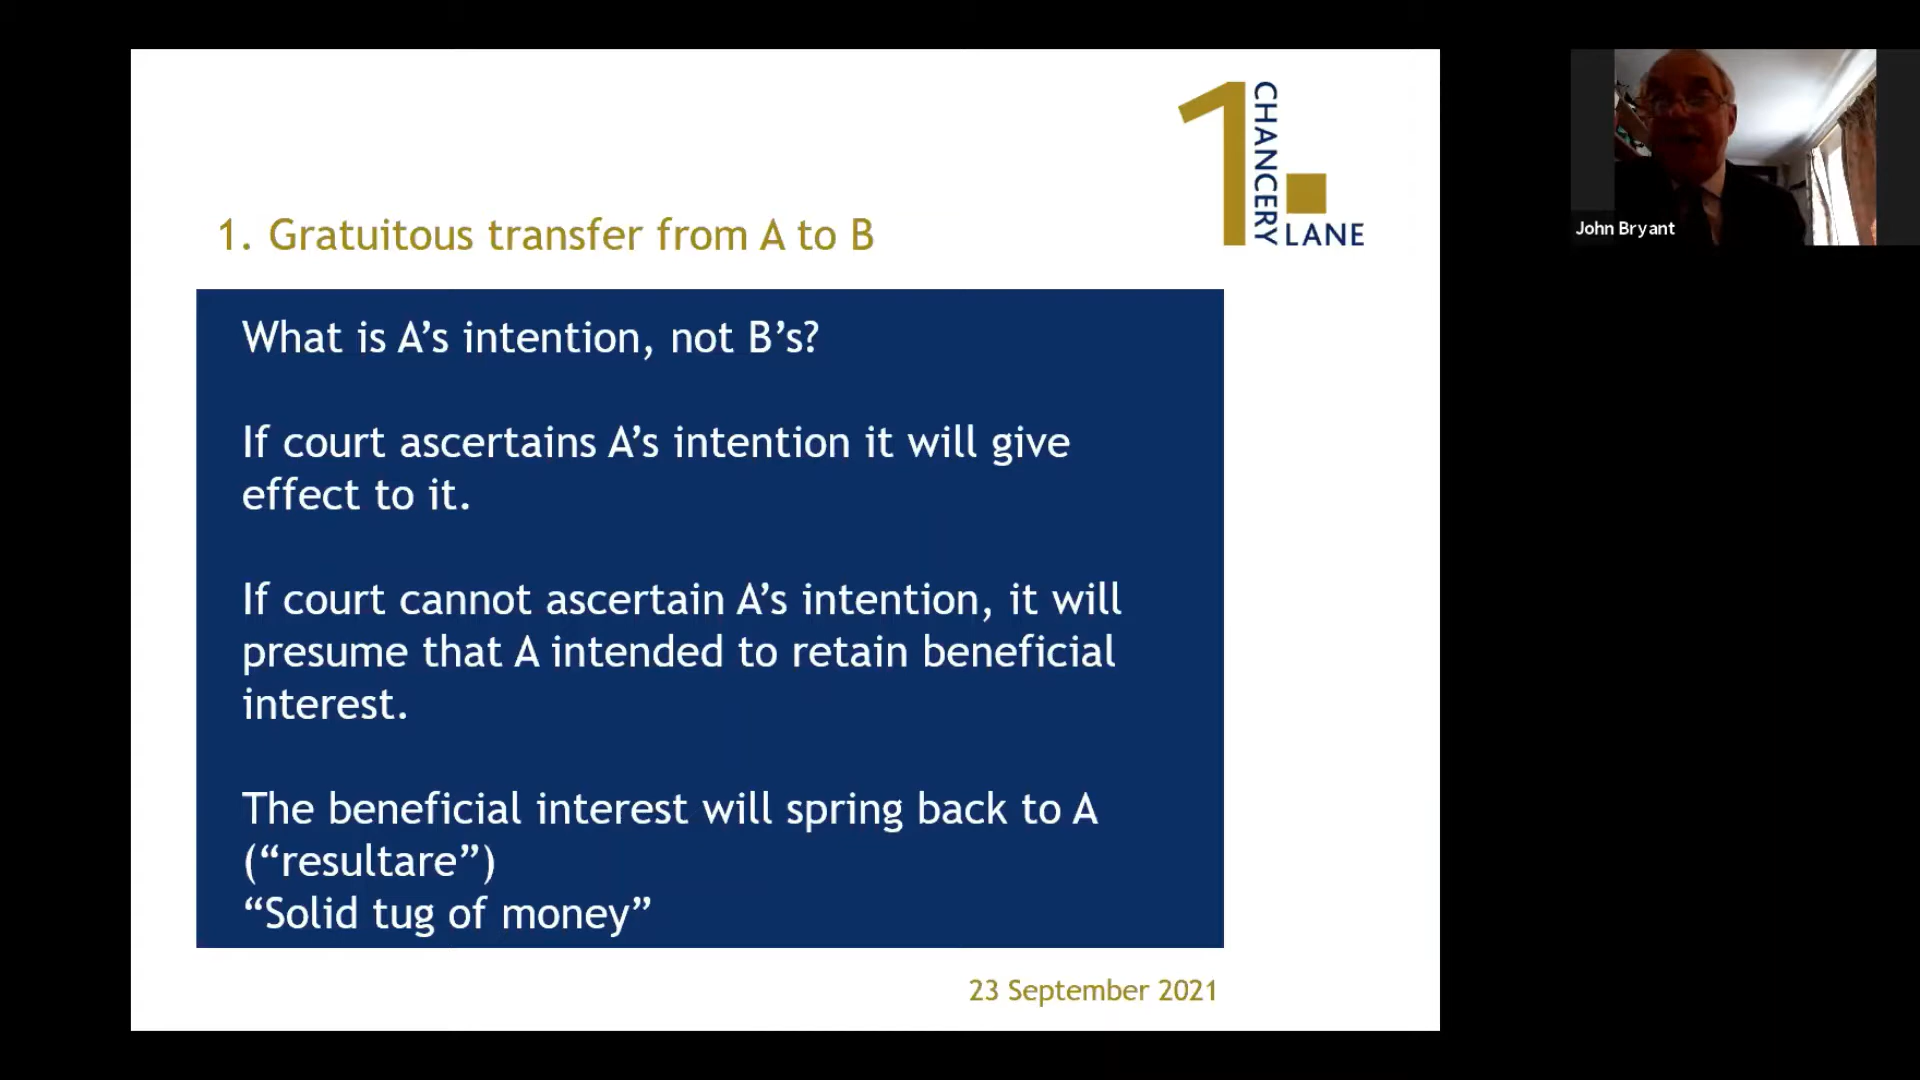 1 CHANCERY LANE
1. Gratuitous transfer from A to B
What is A’s intention, not B’s?
If court ascertains A’s intention it will give
effect to it.
If court cannot ascertain A’s intention, it will
presume that A intended to retain beneficial
interest.
The beneficial interest will spring back to A
(“resultare”)
“Solid tug of money”
23 September 2021
John Bryant